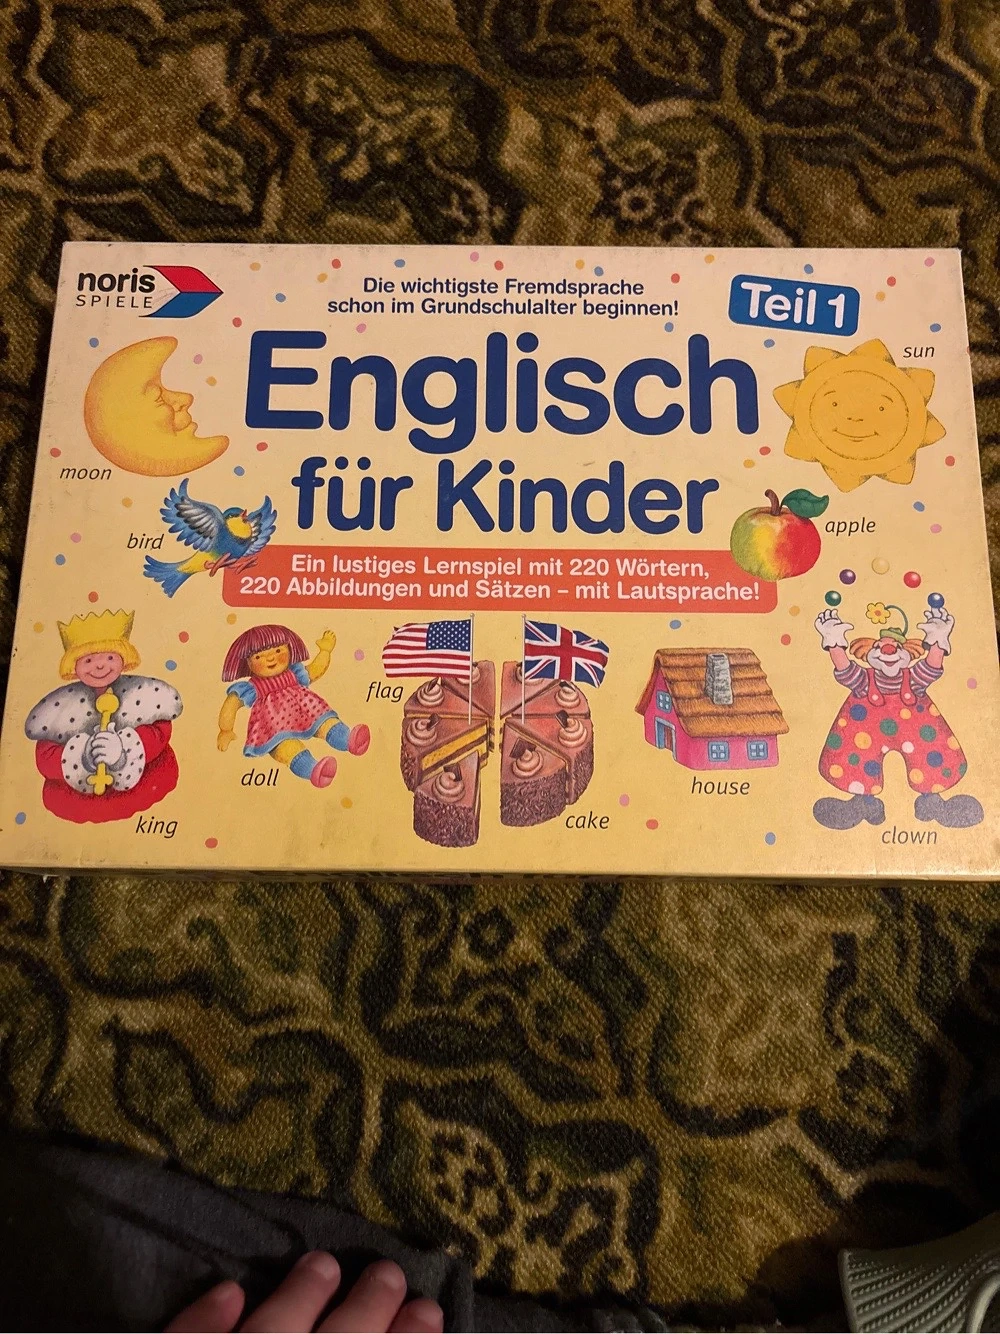 noris
SPIELE
Die wichtigste Fremdsprache
schon im Grundschulalter beginnen!
Teil 1
Englisch
für Kinder
sun
moon
bird
apple
Ein lustiges Lernspiel mit 220 Wörtern,
220 Abbildungen und Sätzen – mit Lautsprache!
flag
doll
king
cake
house
clown